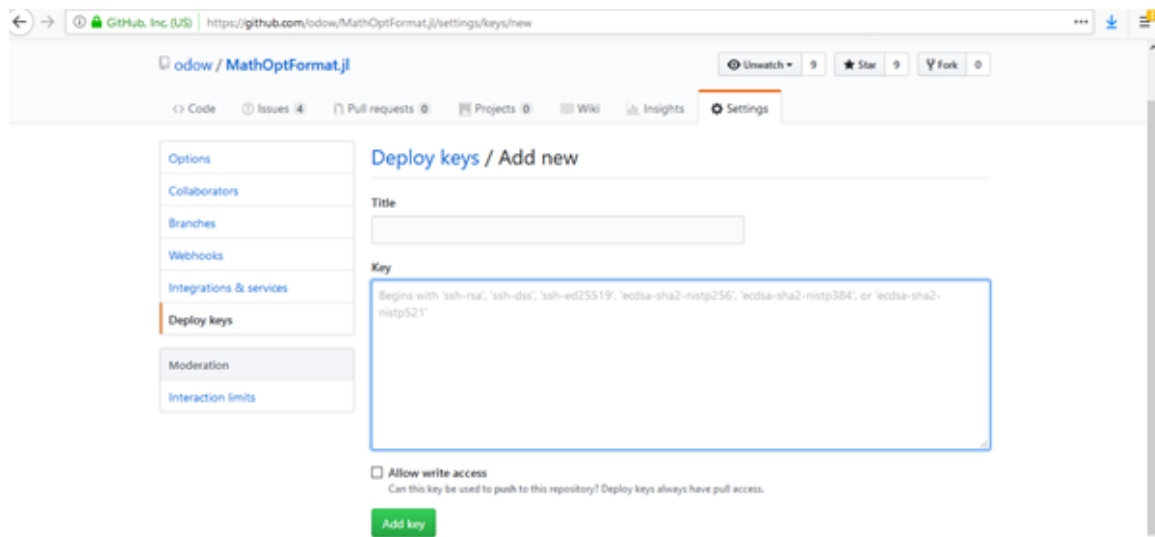 GitHub, Inc. (US) https://github.com/odow/MathOptFormat.jl/settings/keys/new
odow / MathOptFormat.jl
Unwatch 9 Star 9 Fork 0
Code Issues 4 Pull requests 0 Projects 0 Wiki Insights Settings
Options
Collaborators
Branches
Webhooks
Integrations & services
Deploy keys
Moderation
Interaction limits
Deploy keys / Add new
Title
Key
Begins with 'ssh-rsa', 'ssh-dss', 'ssh-ed25519', 'ecdsa-sha2-nistp256', 'ecdsa-sha2-nistp384', or 'ecdsa-sha2-
nistp521'
Allow write access
Can this key be used to push to this repository? Deploy keys always have pull access.
Add key